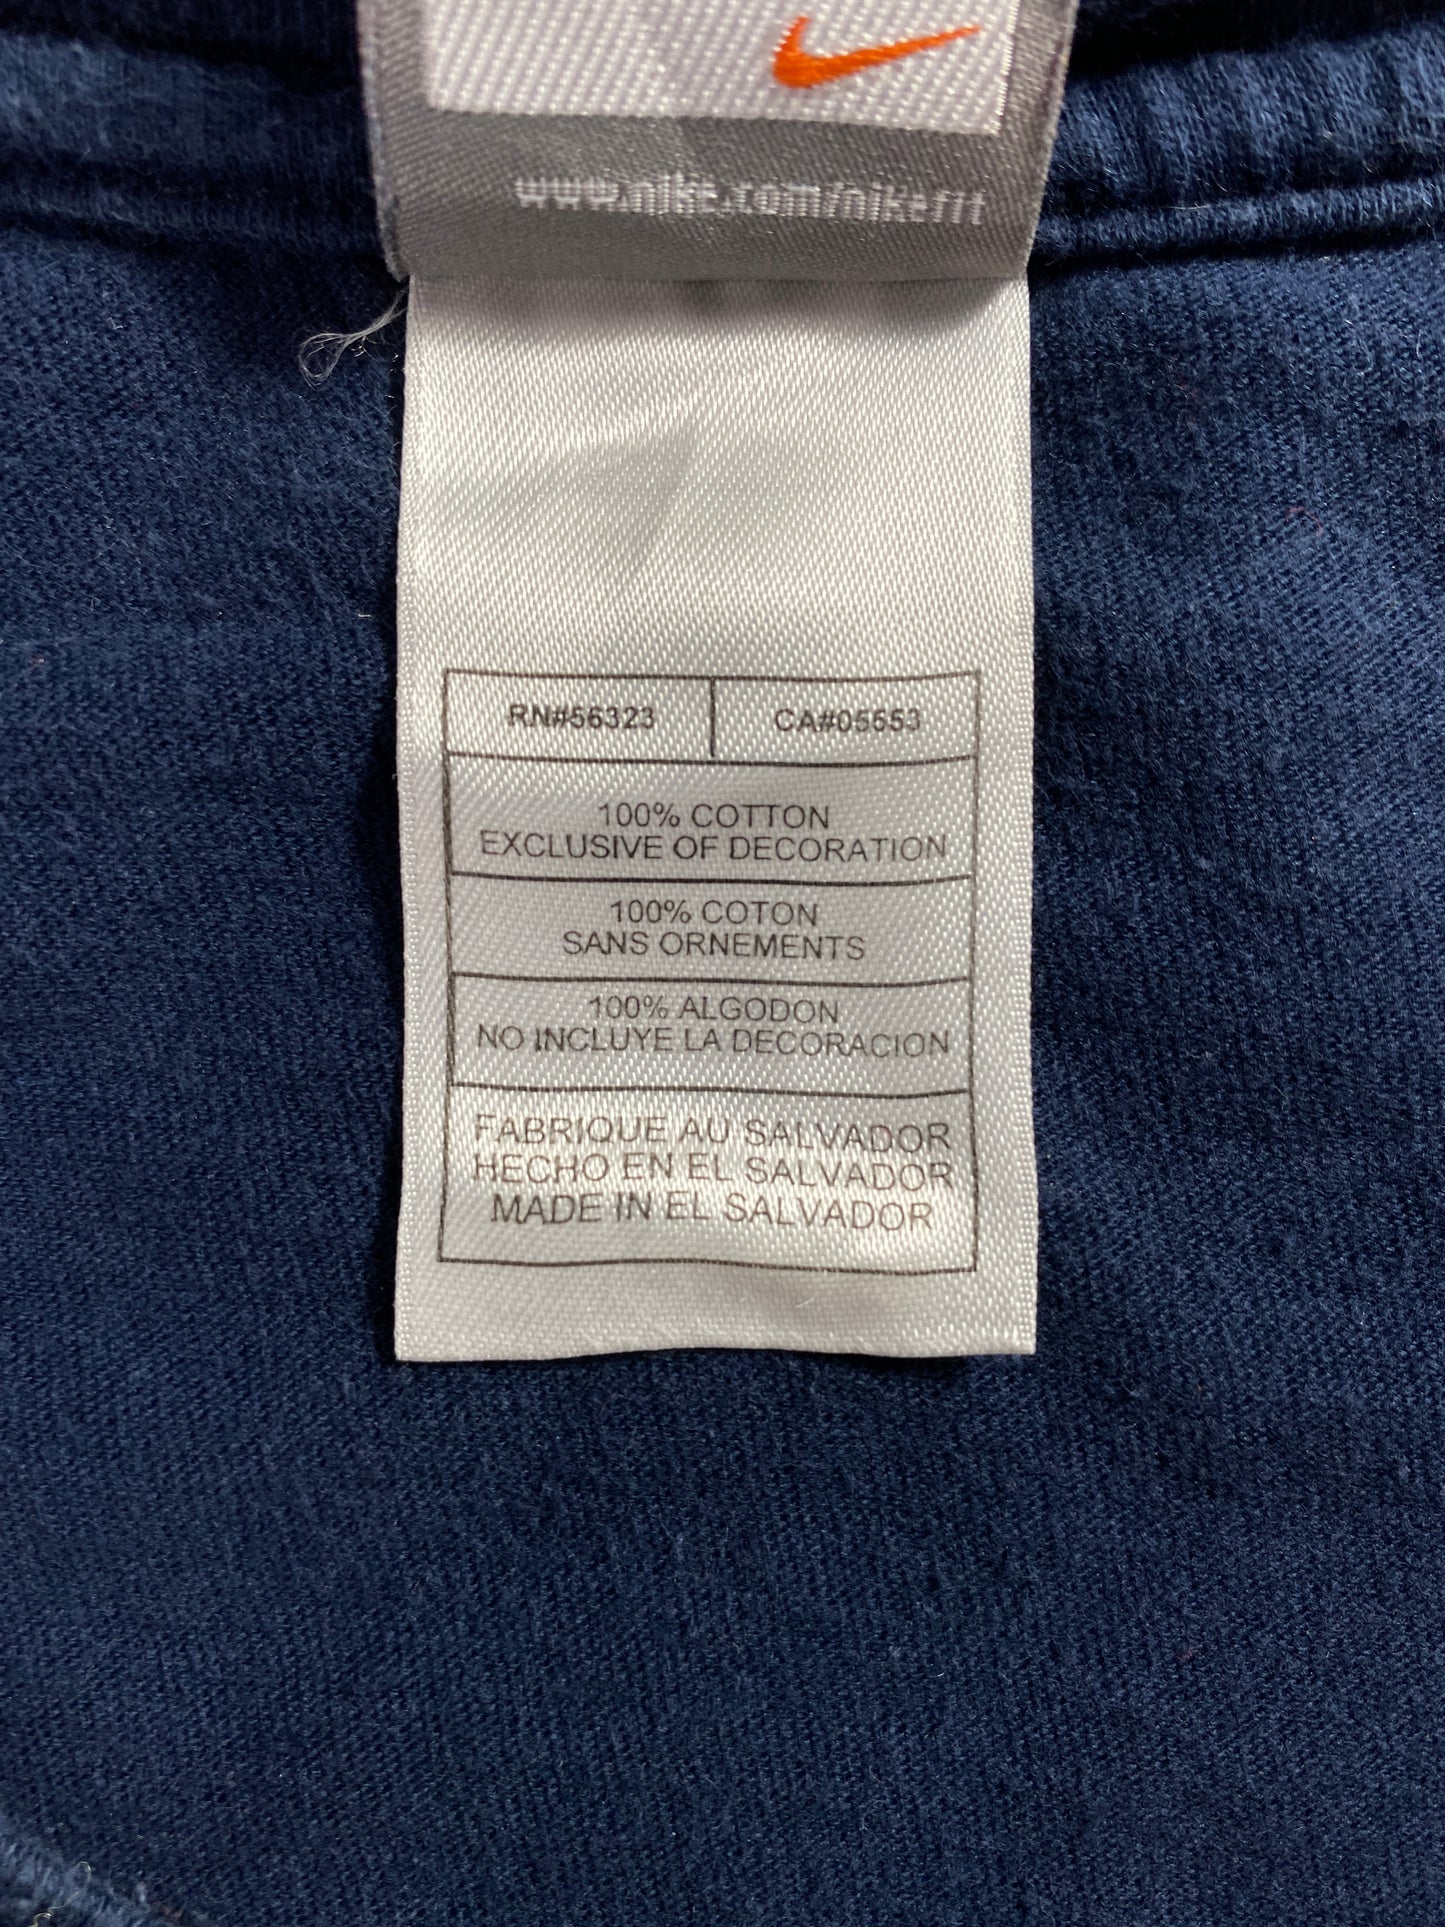 www.nike.com/nikefit
RN#56323
CA#05553
100% COTTON
EXCLUSIVE OF DECORATION
100% COTON
SANS ORNEMENTS
100% ALGODON
NO INCLUYE LA DECORACION
FABRIQUE AU SALVADOR
HECHO EN EL SALVADOR
MADE IN EL SALVADOR